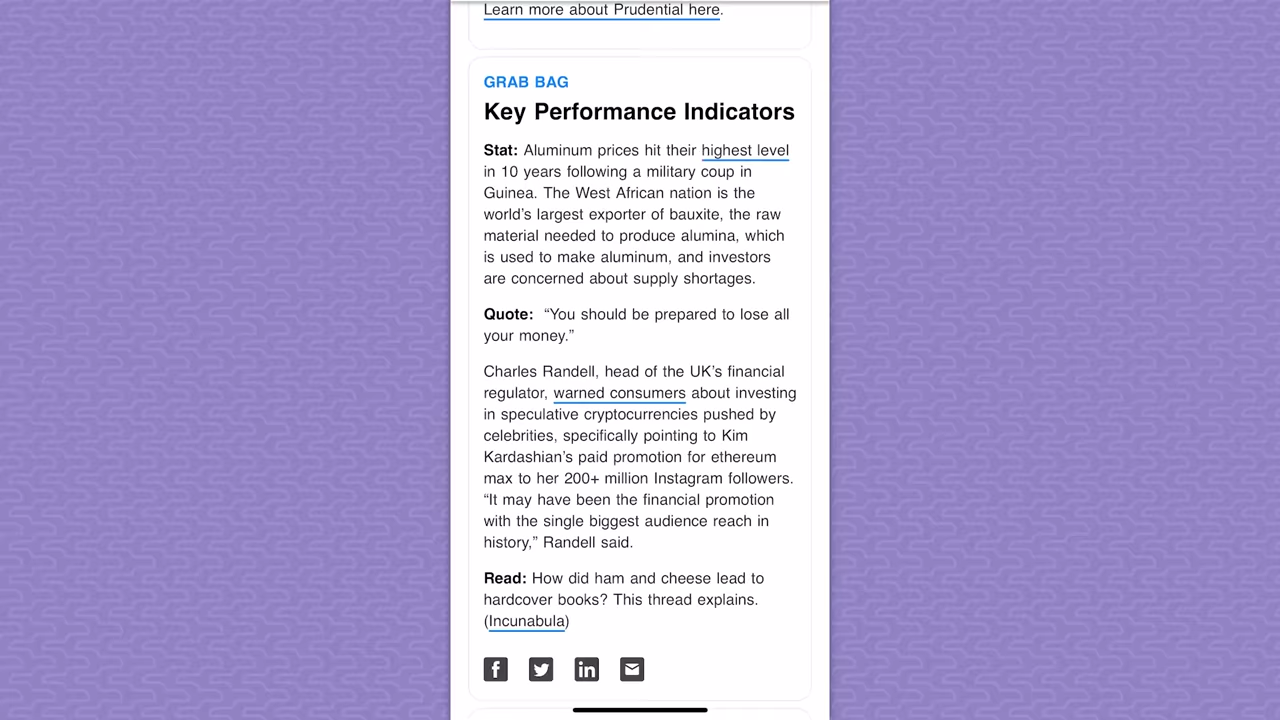 Learn more about Prudential here.
GRAB BAG
Key Performance Indicators
Stat: Aluminum prices hit their highest level
in 10 years following a military coup in
Guinea. The West African nation is the
world’s largest exporter of bauxite, the raw
material needed to produce alumina, which
is used to make aluminum, and investors
are concerned about supply shortages.
Quote: “You should be prepared to lose all
your money.”
Charles Randell, head of the UK’s financial
regulator, warned consumers about investing
in speculative cryptocurrencies pushed by
celebrities, specifically pointing to Kim
Kardashian’s paid promotion for ethereum
max to her 200+ million Instagram followers.
“It may have been the financial promotion
with the single biggest audience reach in
history,” Randell said.
Read: How did ham and cheese lead to
hardcover books? This thread explains.
(Incunabula)